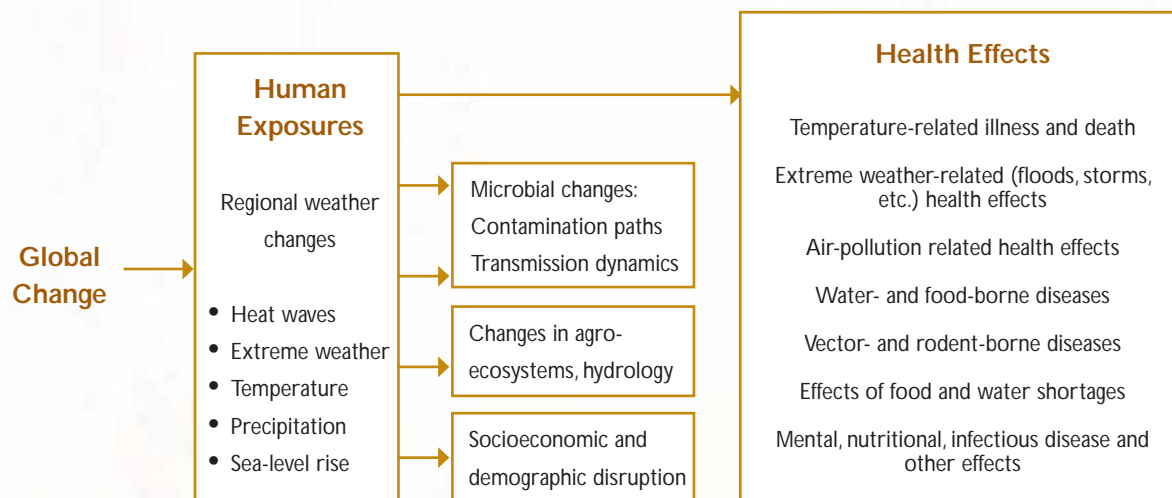 Global
Change
Human
Exposures
Regional weather
changes
• Heat waves
• Extreme weather
• Temperature
• Precipitation
• Sea-level rise
Microbial changes:
Contamination paths
Transmission dynamics
Changes in agro-
ecosystems, hydrology
Socioeconomic and
demographic disruption
Health Effects
Temperature-related illness and death
Extreme weather-related (floods, storms,
etc.) health effects
Air-pollution related health effects
Water- and food-borne diseases
Vector- and rodent-borne diseases
Effects of food and water shortages
Mental, nutritional, infectious disease and
other effects